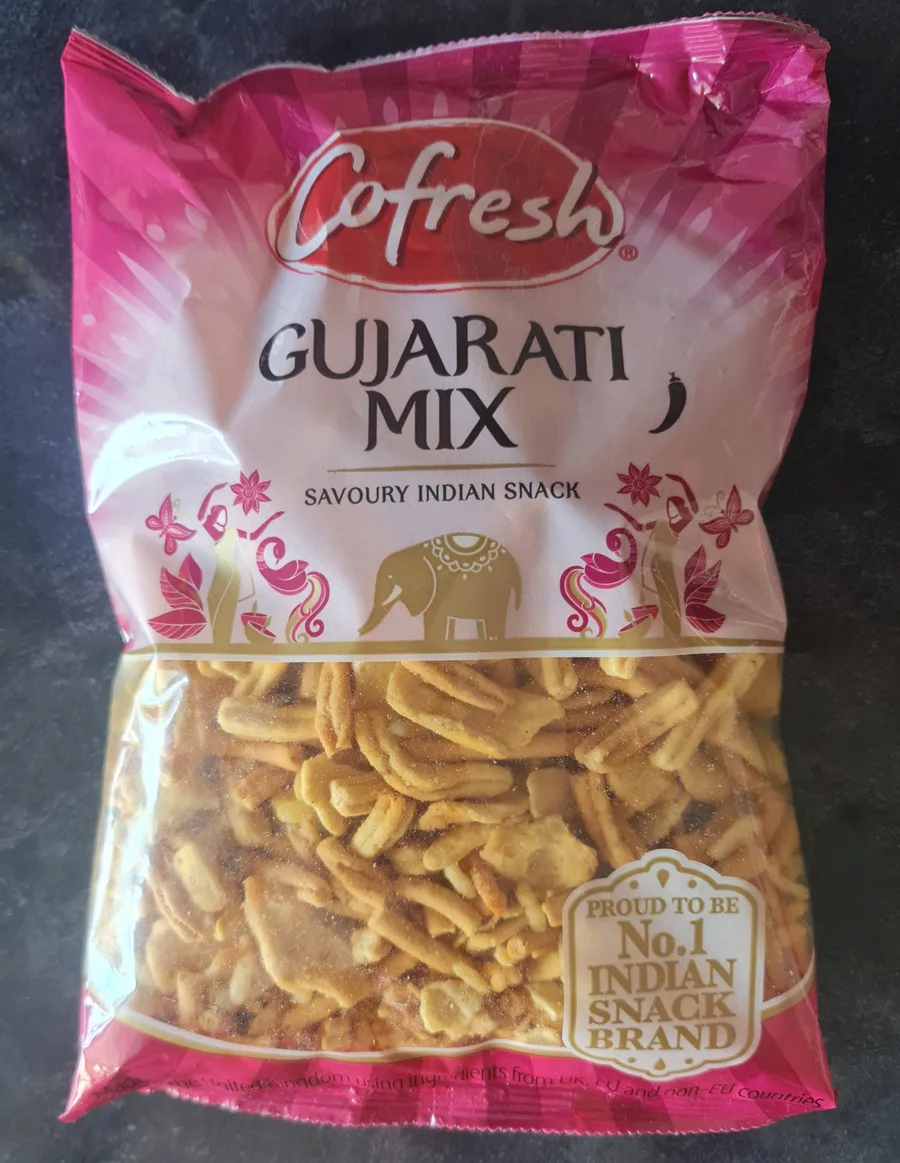 Cofresh®
GUJARATI
MIX
SAVOURY INDIAN SNACK
PROUD TO BE
No.1
INDIAN
SNACK
BRAND
the United Kingdom using ingredients from UK, EU and non-EU countries